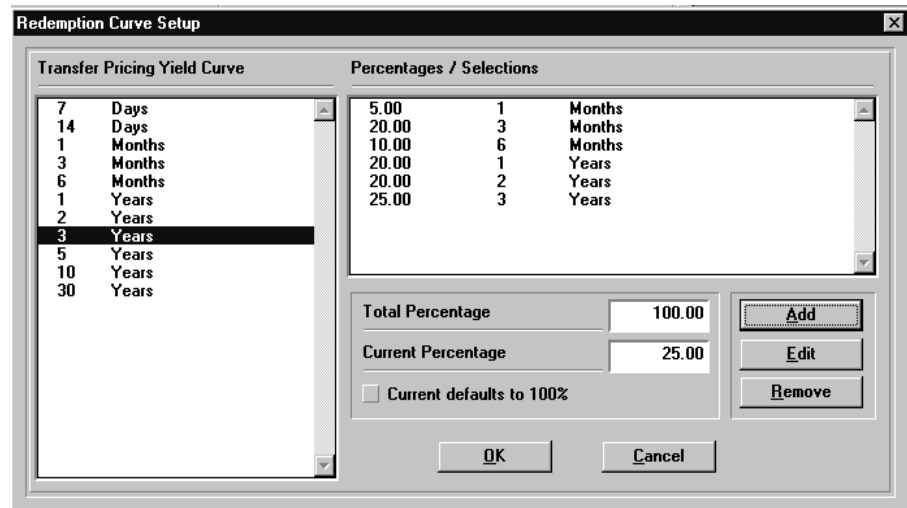 Redemption Curve Setup
Transfer Pricing Yield Curve
7 Days
14 Days
1 Months
3 Months
6 Months
1 Years
2 Years
3 Years
5 Years
10 Years
30 Years
Percentages / Selections
5.00 1 Months
20.00 3 Months
10.00 6 Months
20.00 1 Years
20.00 2 Years
25.00 3 Years
Total Percentage 100.00
Current Percentage 25.00
Current defaults to 100%
Add
Edit
Remove
OK
Cancel